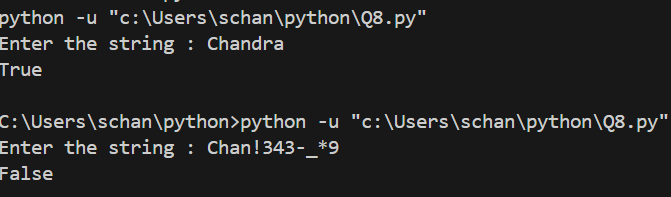 python -u "c:\Users\schan\python\Q8.py"
Enter the string : Chandra
True
C:\Users\schan\python>python -u "c:\Users\schan\python\Q8.py"
Enter the string : Chan!343-_*9
False